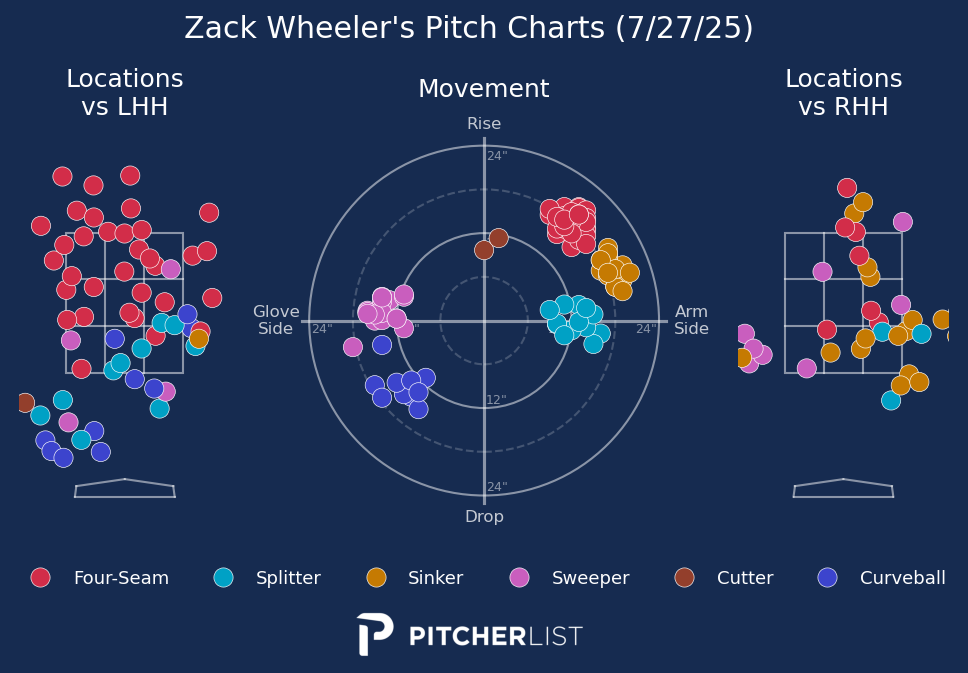 Zack Wheeler's Pitch Charts (7/27/25)
Locations
vs LHH
Movement
Locations
vs RHH
Rise
24"
Glove
Side
24"
"
24"
Arm
Side
12"
24"
Drop
Four-Seam
Splitter
Sinker
Sweeper
Cutter
Curveball
PITCHERLIST